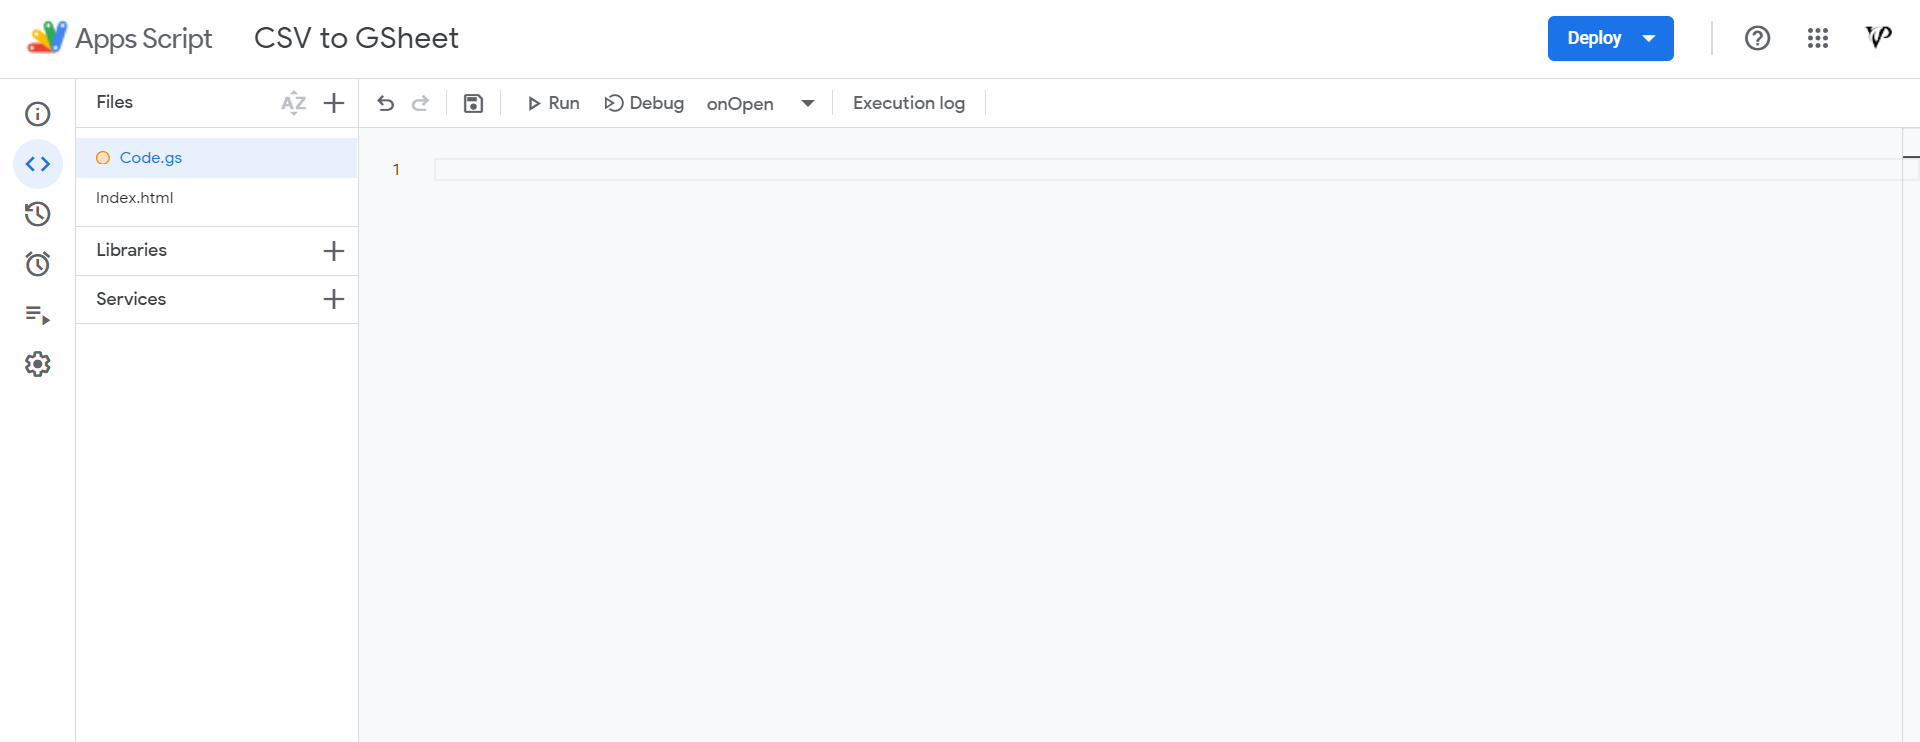 Apps Script CSV to GSheet Deploy
Files AZ Run Debug onOpen Execution log
Code.gs
1
Index.html
Libraries
Services